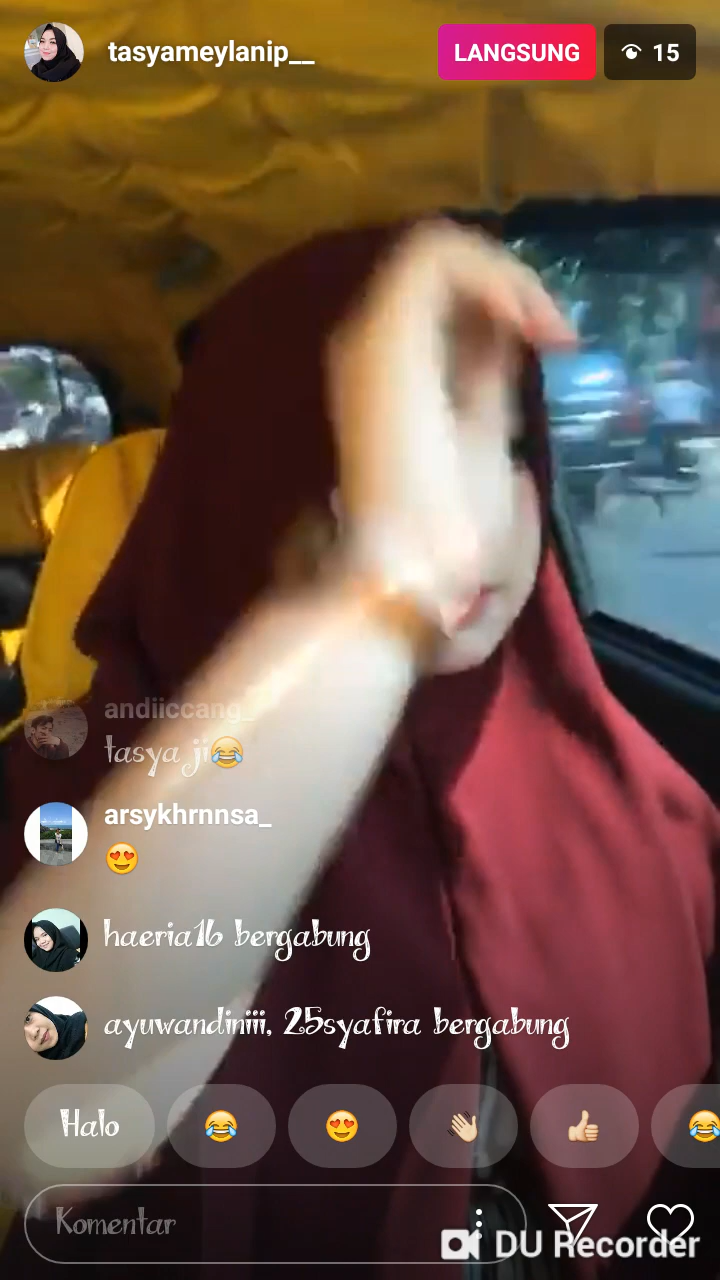 tasyameylanip__
LANGSUNG
15
andiiccang_
tasya ji😂
arsykhrnnsa_
😍
haeria16 bergabung
ayuwandiniii, 25syafira bergabung
Halo 😂 😍 👋 👍 😂
Komentar
DU Recorder